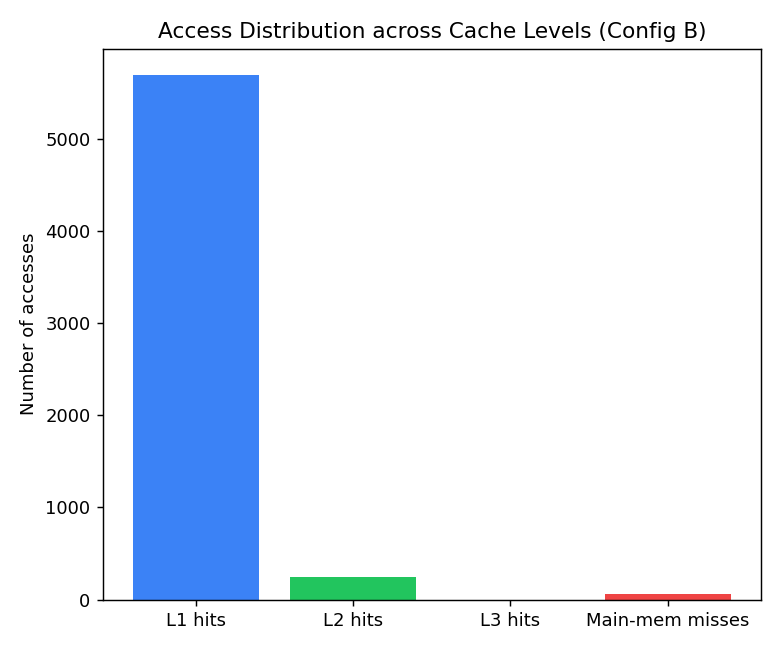 Access Distribution across Cache Levels (Config B)
Number of accesses
5000
4000
3000
2000
1000
0
L1 hits L2 hits L3 hits Main-mem misses